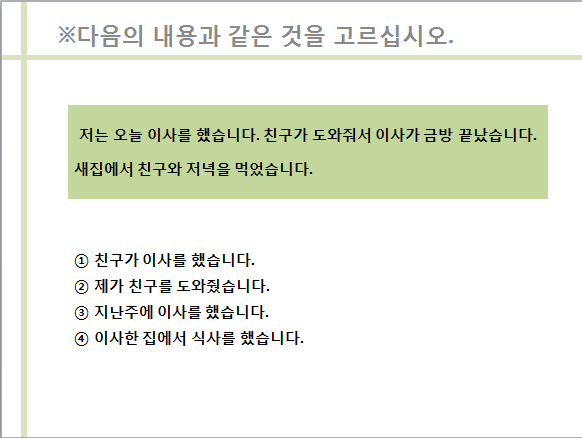 ※다음의 내용과 같은 것을 고르십시오.
저는 오늘 이사를 했습니다. 친구가 도와줘서 이사가 금방 끝났습니다.
새집에서 친구와 저녁을 먹었습니다.
① 친구가 이사를 했습니다.
② 제가 친구를 도와줬습니다.
③ 지난주에 이사를 했습니다.
④ 이사한 집에서 식사를 했습니다.